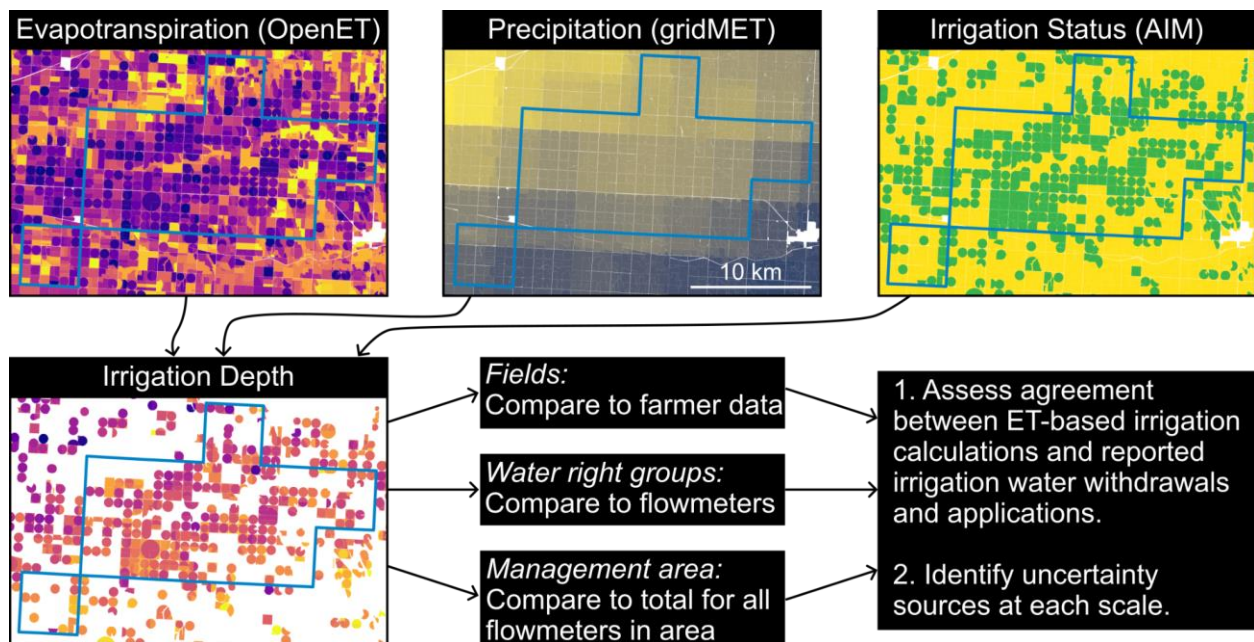 Evapotranspiration (OpenET)
Precipitation (gridMET)
Irrigation Status (AIM)
10 km
Irrigation Depth
Fields:
Compare to farmer data
Water right groups:
Compare to flowmeters
Management area:
Compare to total for all
flowmeters in area
1. Assess agreement
between ET-based irrigation
calculations and reported
irrigation water withdrawals
and applications.
2. Identify uncertainty
sources at each scale.